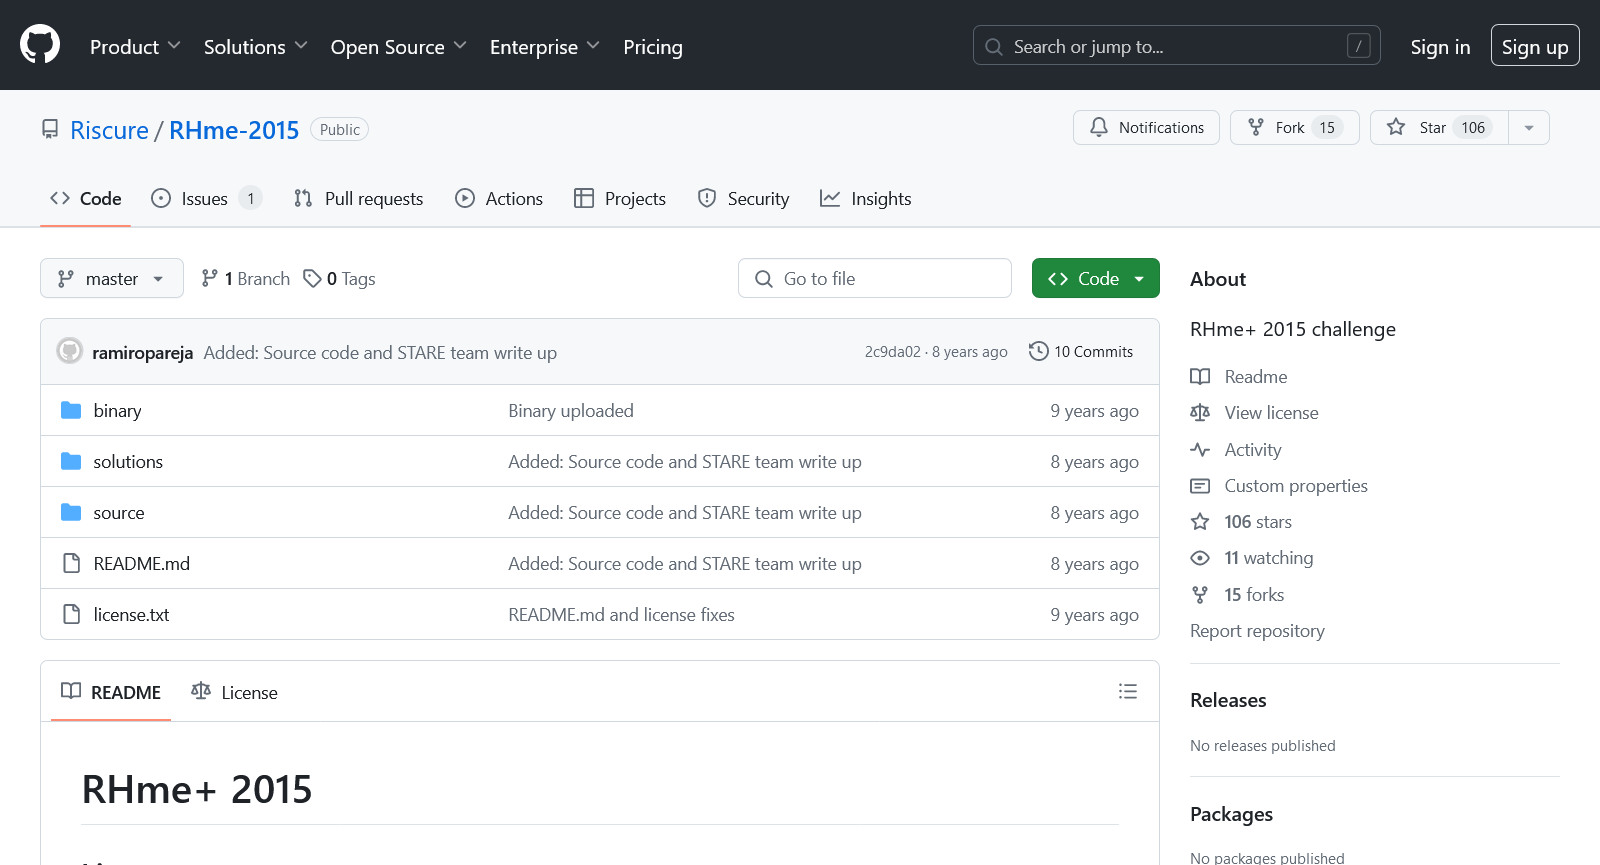 Product Solutions Open Source Enterprise Pricing Search or jump to... / Sign in Sign up
Riscure / RHme-2015 Public Notifications Fork 15 Star 106
Code Issues 1 Pull requests Actions Projects Security Insights
master 1 Branch 0 Tags Go to file Code
ramiropareja Added: Source code and STARE team write up 2c9da02 · 8 years ago 10 Commits
binary Binary uploaded 9 years ago
solutions Added: Source code and STARE team write up 8 years ago
source Added: Source code and STARE team write up 8 years ago
README.md Added: Source code and STARE team write up 8 years ago
license.txt README.md and license fixes 9 years ago
README License
RHme+ 2015
About
RHme+ 2015 challenge
Readme
View license
Activity
Custom properties
106 stars
11 watching
15 forks
Report repository
Releases
No releases published
Packages
No packages published